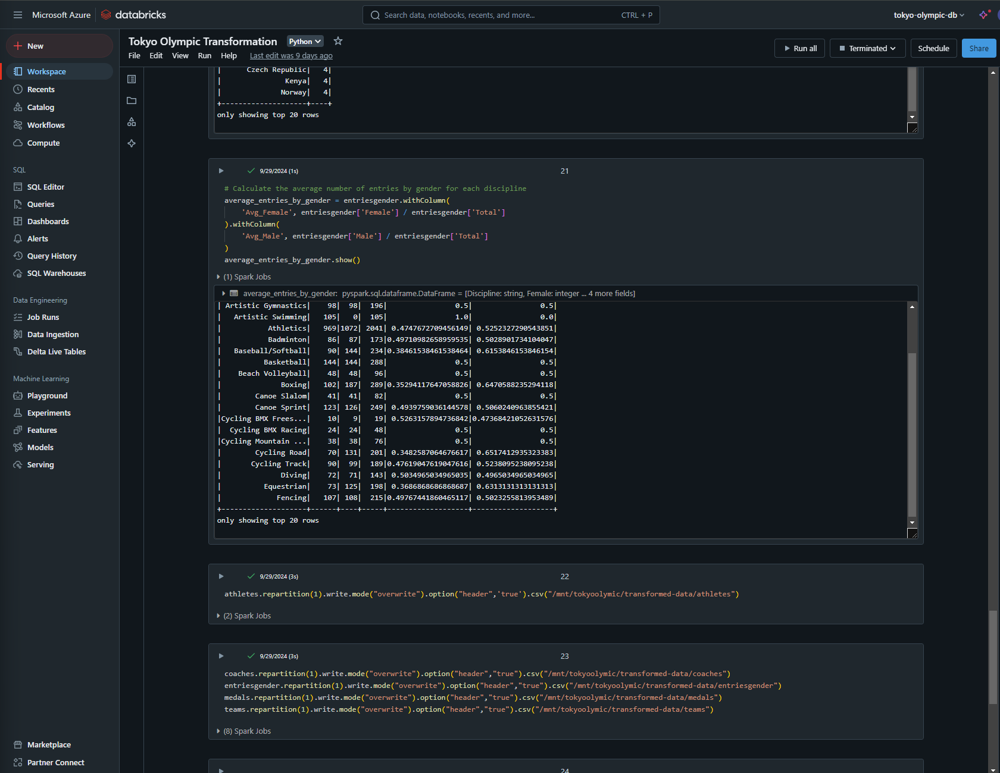 Microsoft Azure
databricks
Search data, notebooks, recents, and more...
CTRL + P
tokyo-olympic-db
New
Workspace
Recents
Catalog
Workflows
Compute
SQL
SQL Editor
Queries
Dashboards
Alerts
Query History
SQL Warehouses
Data Engineering
Job Runs
Data Ingestion
Delta Live Tables
Machine Learning
Playground
Experiments
Features
Models
Serving
Marketplace
Partner Connect
Tokyo Olympic Transformation
Python
File Edit View Run Help Last edit was 9 days ago
Run all
Terminated
Schedule
Share
| Czech Republic| 4|
| Kenya| 4|
| Norway| 4|
+--------------------+----+
only showing top 20 rows
9/29/2024 (1s)
21
# Calculate the average number of entries by gender for each discipline
average_entries_by_gender = entriesgender.withColumn(
'Avg_Female', entriesgender['Female'] / entriesgender['Total']
).withColumn(
'Avg_Male', entriesgender['Male'] / entriesgender['Total']
)
average_entries_by_gender.show()
(1) Spark Jobs
average_entries_by_gender: pyspark.sql.dataframe.DataFrame = [Discipline: string, Female: integer ... 4 more fields]
| Artistic Gymnastics| 98| 98| 196| 0.5| 0.5|
| Artistic Swimming| 105| 0| 105| 1.0| 0.0|
| Athletics| 969|1072| 2041| 0.4747672709456149| 0.5252327290543851|
| Badminton| 86| 87| 173|0.49710982658959535| 0.5028901734104047|
| Baseball/Softball| 90| 144| 234|0.38461538461538464| 0.6153846153846154|
| Basketball| 144| 144| 288| 0.5| 0.5|
| Beach Volleyball| 48| 48| 96| 0.5| 0.5|
| Boxing| 102| 187| 289|0.35294117647058826| 0.6470588235294118|
| Canoe Slalom| 41| 41| 82| 0.5| 0.5|
| Canoe Sprint| 123| 126| 249| 0.4939759036144578| 0.5060240963855421|
|Cycling BMX Frees...| 10| 9| 19| 0.5263157894736842|0.47368421052631576|
| Cycling BMX Racing| 24| 24| 48| 0.5| 0.5|
|Cycling Mountain ...| 38| 38| 76| 0.5| 0.5|
| Cycling Road| 70| 131| 201| 0.3482587064676617| 0.6517412935323383|
| Cycling Track| 90| 99| 189|0.47619047619047616| 0.5238095238095238|
| Diving| 72| 71| 143| 0.5034965034965035| 0.4965034965034965|
| Equestrian| 73| 125| 198| 0.3686868686868687| 0.6313131313131313|
| Fencing| 107| 108| 215|0.49767441860465117| 0.5023255813953489|
+--------------------+------+----+-----+-------------------+-------------------+
only showing top 20 rows
9/29/2024 (3s)
22
athletes.repartition(1).write.mode("overwrite").option("header",'true').csv("/mnt/tokyoolymic/transformed-data/athletes")
(2) Spark Jobs
9/29/2024 (3s)
23
coaches.repartition(1).write.mode("overwrite").option("header","true").csv("/mnt/tokyoolymic/transformed-data/coaches")
entriesgender.repartition(1).write.mode("overwrite").option("header","true").csv("/mnt/tokyoolymic/transformed-data/entriesgender")
medals.repartition(1).write.mode("overwrite").option("header","true").csv("/mnt/tokyoolymic/transformed-data/medals")
teams.repartition(1).write.mode("overwrite").option("header","true").csv("/mnt/tokyoolymic/transformed-data/teams")
(8) Spark Jobs
24